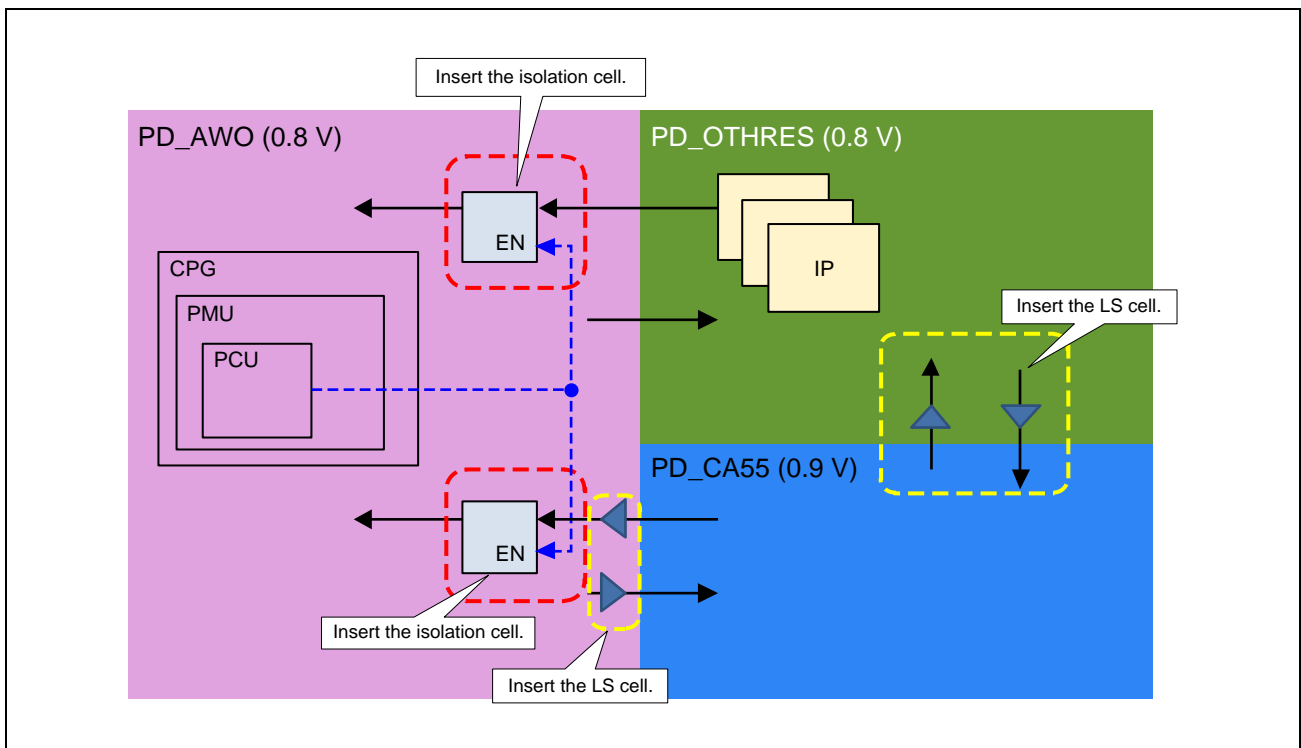 Insert the isolation cell.
PD_AWO (0.8 V)
PD_OTHRES (0.8 V)
EN
CPG
IP
PMU
Insert the LS cell.
PCU
PD_CA55 (0.9 V)
EN
Insert the isolation cell.
Insert the LS cell.